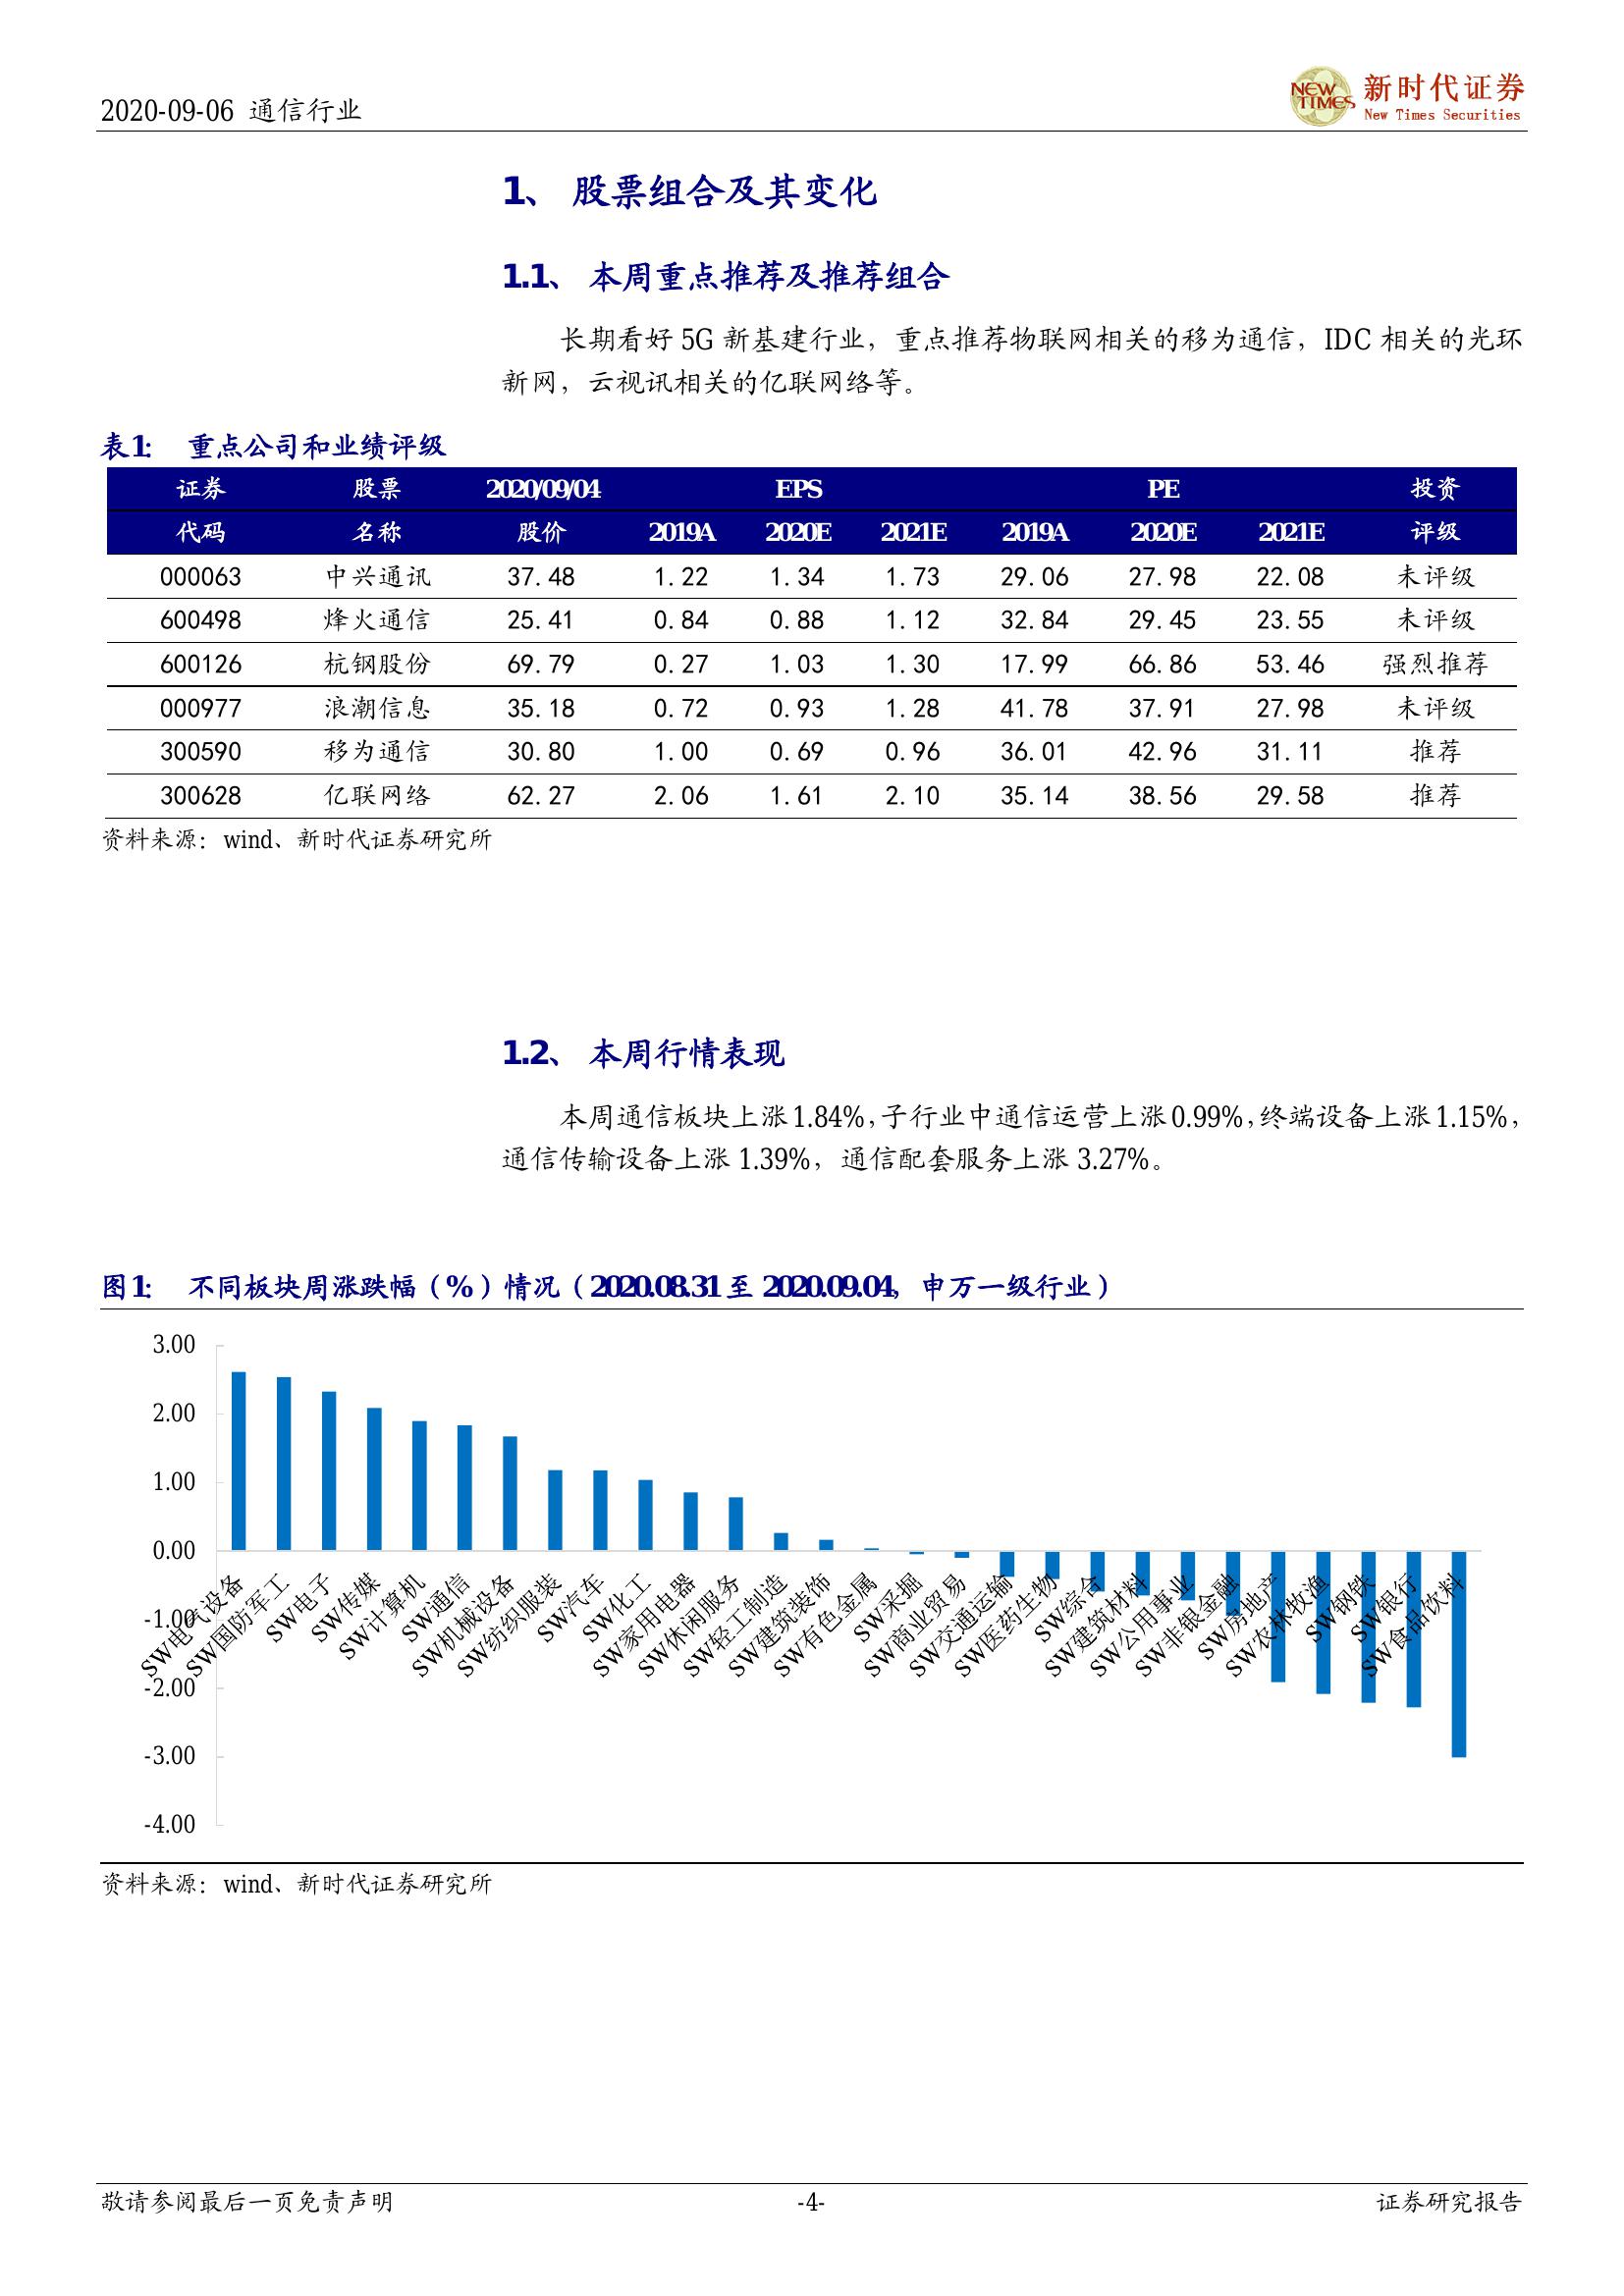 2020-09-06 通信行业
NEW TIMES 新时代证券
New Times Securities
1、 股票组合及其变化
1.1、 本周重点推荐及推荐组合
长期看好 5G 新基建行业，重点推荐物联网相关的移为通信，IDC 相关的光环
新网，云视讯相关的亿联网络等。
表1: 重点公司和业绩评级
证券 股票 2020/09/04 EPS PE 投资
代码 名称 股价 2019A 2020E 2021E 2019A 2020E 2021E 评级
000063 中兴通讯 37.48 1.22 1.34 1.73 29.06 27.98 22.08 未评级
600498 烽火通信 25.41 0.84 0.88 1.12 32.84 29.45 23.55 未评级
600126 杭钢股份 69.79 0.27 1.03 1.30 17.99 66.86 53.46 强烈推荐
000977 浪潮信息 35.18 0.72 0.93 1.28 41.78 37.91 27.98 未评级
300590 移为通信 30.80 1.00 0.69 0.96 36.01 42.96 31.11 推荐
300628 亿联网络 62.27 2.06 1.61 2.10 35.14 38.56 29.58 推荐
资料来源：wind、新时代证券研究所
1.2、 本周行情表现
本周通信板块上涨1.84%，子行业中通信运营上涨0.99%，终端设备上涨1.15%，
通信传输设备上涨 1.39%，通信配套服务上涨 3.27%。
图1: 不同板块周涨跌幅（%）情况（2020.08.31 至 2020.09.04，申万一级行业）
3.00
2.00
1.00
0.00
-1.00
-2.00
-3.00
-4.00
SW电气设备
SW国防军工
SW电子
SW传媒
SW计算机
SW通信
SW机械设备
SW纺织服装
SW汽车
SW化工
SW家用电器
SW休闲服务
SW轻工制造
SW建筑装饰
SW有色金属
SW采掘
SW商业贸易
SW交通运输
SW医药生物
SW综合
SW建筑材料
SW公用事业
SW非银金融
SW房地产
SW农林牧渔
SW钢铁
SW银行
SW食品饮料
资料来源：wind、新时代证券研究所
敬请参阅最后一页免责声明 -4- 证券研究报告